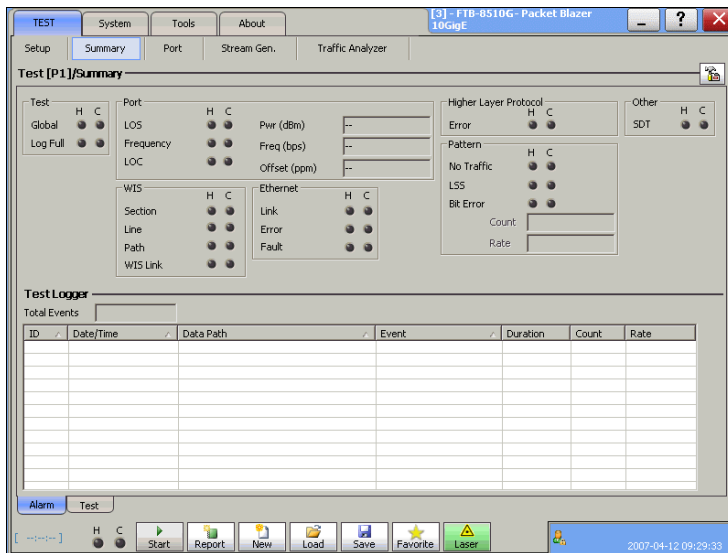 TEST System Tools About [3] - FTB-8510G- Packet Blazer 10GigE ?
Setup Summary Port Stream Gen. Traffic Analyzer
Test [P1]/Summary
Test
H C
Global
Log Full
Port
H C
LOS
Frequency
LOC
Pwr (dBm) --
Freq (bps) --
Offset (ppm) --
Higher Layer Protocol
H C
Error
Other
H C
SDT
Pattern
H C
No Traffic
LSS
Bit Error
Count
Rate
WIS
H C
Section
Line
Path
WIS Link
Ethernet
H C
Link
Error
Fault
Test Logger
Total Events
ID Date/Time Data Path Event Duration Count Rate
Alarm Test
[ --:--:-- ] H C Start Report New Load Save Favorite Laser 2007-04-12 09:29:33